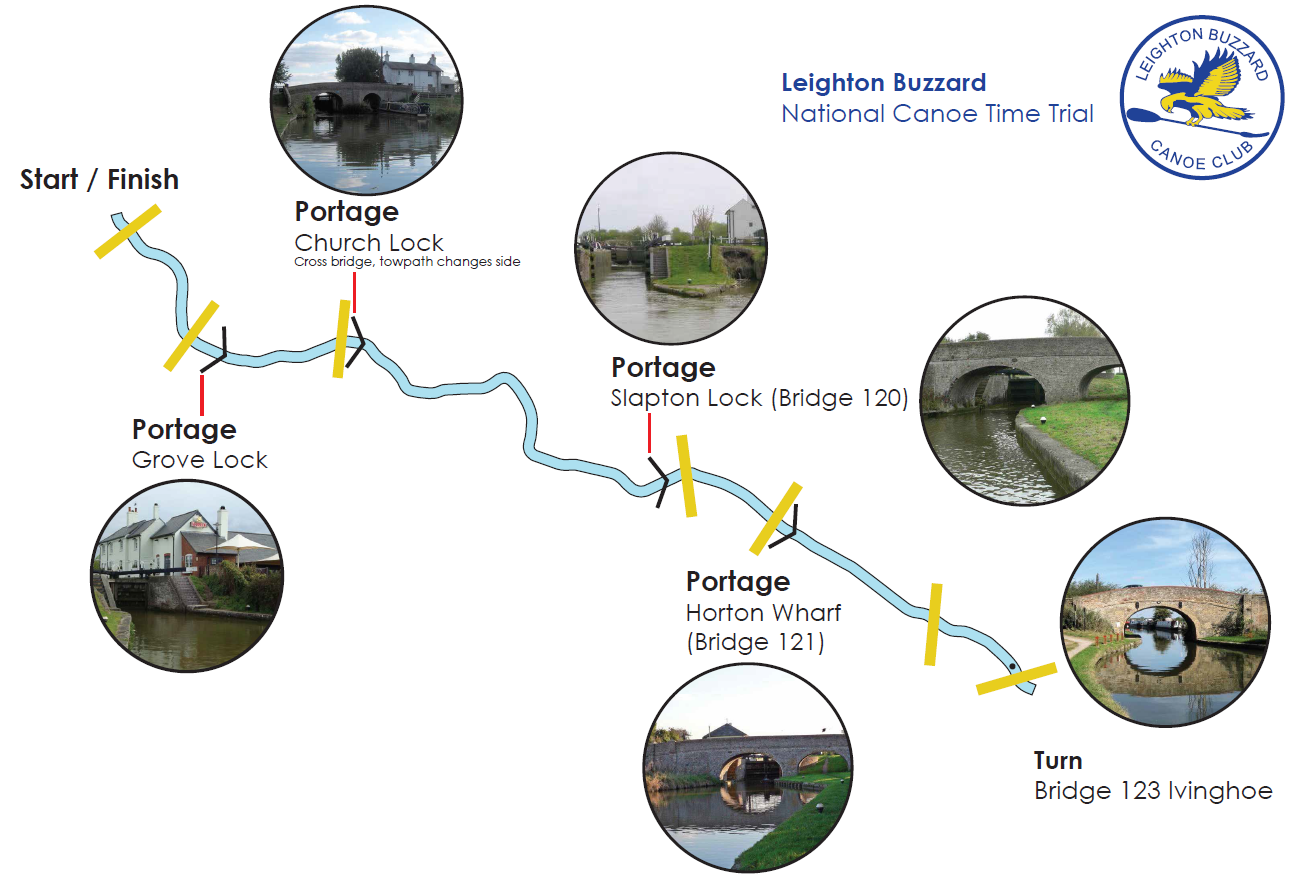 Leighton Buzzard
National Canoe Time Trial
LEIGHTON BUZZARD
CANOE CLUB
Start / Finish
Portage
Church Lock
Cross bridge, towpath changes side
Portage
Slapton Lock (Bridge 120)
Portage
Grove Lock
Portage
Horton Wharf
(Bridge 121)
Turn
Bridge 123 Ivinghoe